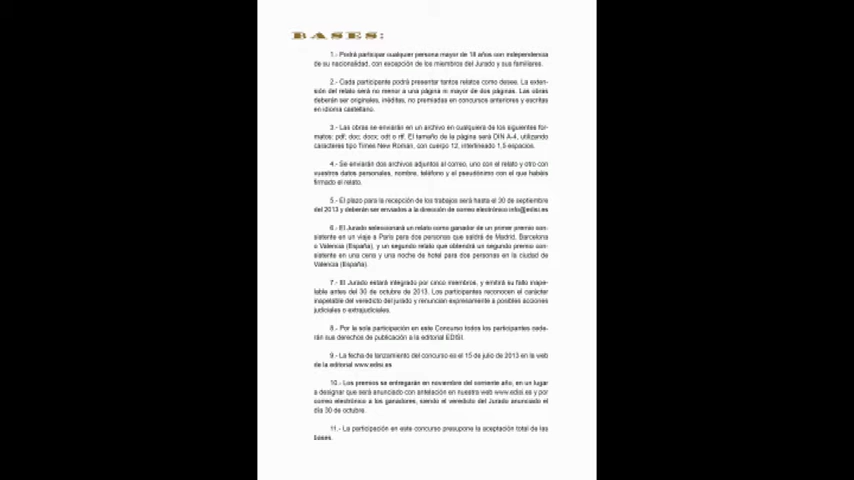 BASES:
1.- Podrá participar cualquier persona mayor de 18 años con independencia
de su nacionalidad, con excepción de los miembros del Jurado y sus familiares.
2.- Cada participante podrá presentar tantos relatos como desee. La exten-
sión del relato será no menor a una página ni mayor de dos páginas. Las obras
deberán ser originales, inéditas, no premiadas en concursos anteriores y escritas
en idioma castellano.
3.- Las obras se enviarán en un archivo en cualquiera de los siguientes for-
matos: pdf; doc; docx; odt o rtf. El tamaño de la página será DIN A-4, utilizando
caracteres tipo Times New Roman, con cuerpo 12, interlineado 1,5 espacios.
4.- Se enviarán dos archivos adjuntos al correo, uno con el relato y otro con
vuestros datos personales, nombre, teléfono y el pseudónimo con el que habéis
firmado el relato.
5.- El plazo para la recepción de los trabajos será hasta el 30 de septiembre
del 2013 y deberán ser enviados a la dirección de correo electrónico info@edisi.es
6.- El Jurado seleccionará un relato como ganador de un primer premio con-
sistente en un viaje a París para dos personas que saldrá de Madrid, Barcelona
o Valencia (España), y un segundo relato que obtendrá un segundo premio con-
sistente en una cena y una noche de hotel para dos personas en la ciudad de
Valencia (España).
7.- El Jurado estará integrado por cinco miembros, y emitirá su fallo inape-
lable antes del 30 de octubre de 2013. Los participantes reconocen el carácter
inapelable del veredicto del jurado y renuncian expresamente a posibles acciones
judiciales o extrajudiciales.
8.- Por la sola participación en este Concurso todos los participantes cede-
rán sus derechos de publicación a la editorial EDISI.
9.- La fecha de lanzamiento del concurso es el 15 de julio de 2013 en la web
de la editorial www.edisi.es
10.- Los premios se entregarán en noviembre del corriente año, en un lugar
a designar que será anunciado con antelación en nuestra web www.edisi.es y por
correo electrónico a los ganadores, siendo el veredicto del Jurado anunciado el
día 30 de octubre.
11.- La participación en este concurso presupone la aceptación total de las
bases.